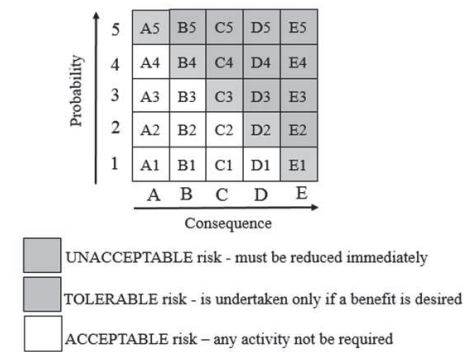 Probability
5 A5 B5 C5 D5 E5
4 A4 B4 C4 D4 E4
3 A3 B3 C3 D3 E3
2 A2 B2 C2 D2 E2
1 A1 B1 C1 D1 E1
A B C D E
Consequence
UNACCEPTABLE risk - must be reduced immediately
TOLERABLE risk - is undertaken only if a benefit is desired
ACCEPTABLE risk – any activity not be required